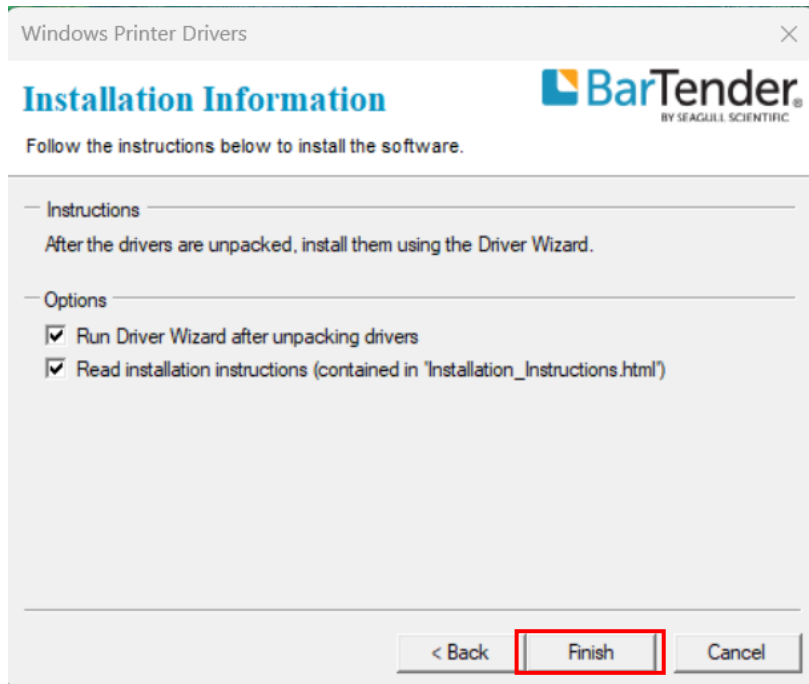 Windows Printer Drivers
Installation Information
BarTender®
BY SEAGULL SCIENTIFIC
Follow the instructions below to install the software.
Instructions
After the drivers are unpacked, install them using the Driver Wizard.
Options
Run Driver Wizard after unpacking drivers
Read installation instructions (contained in 'Installation_Instructions.html')
< Back Finish Cancel